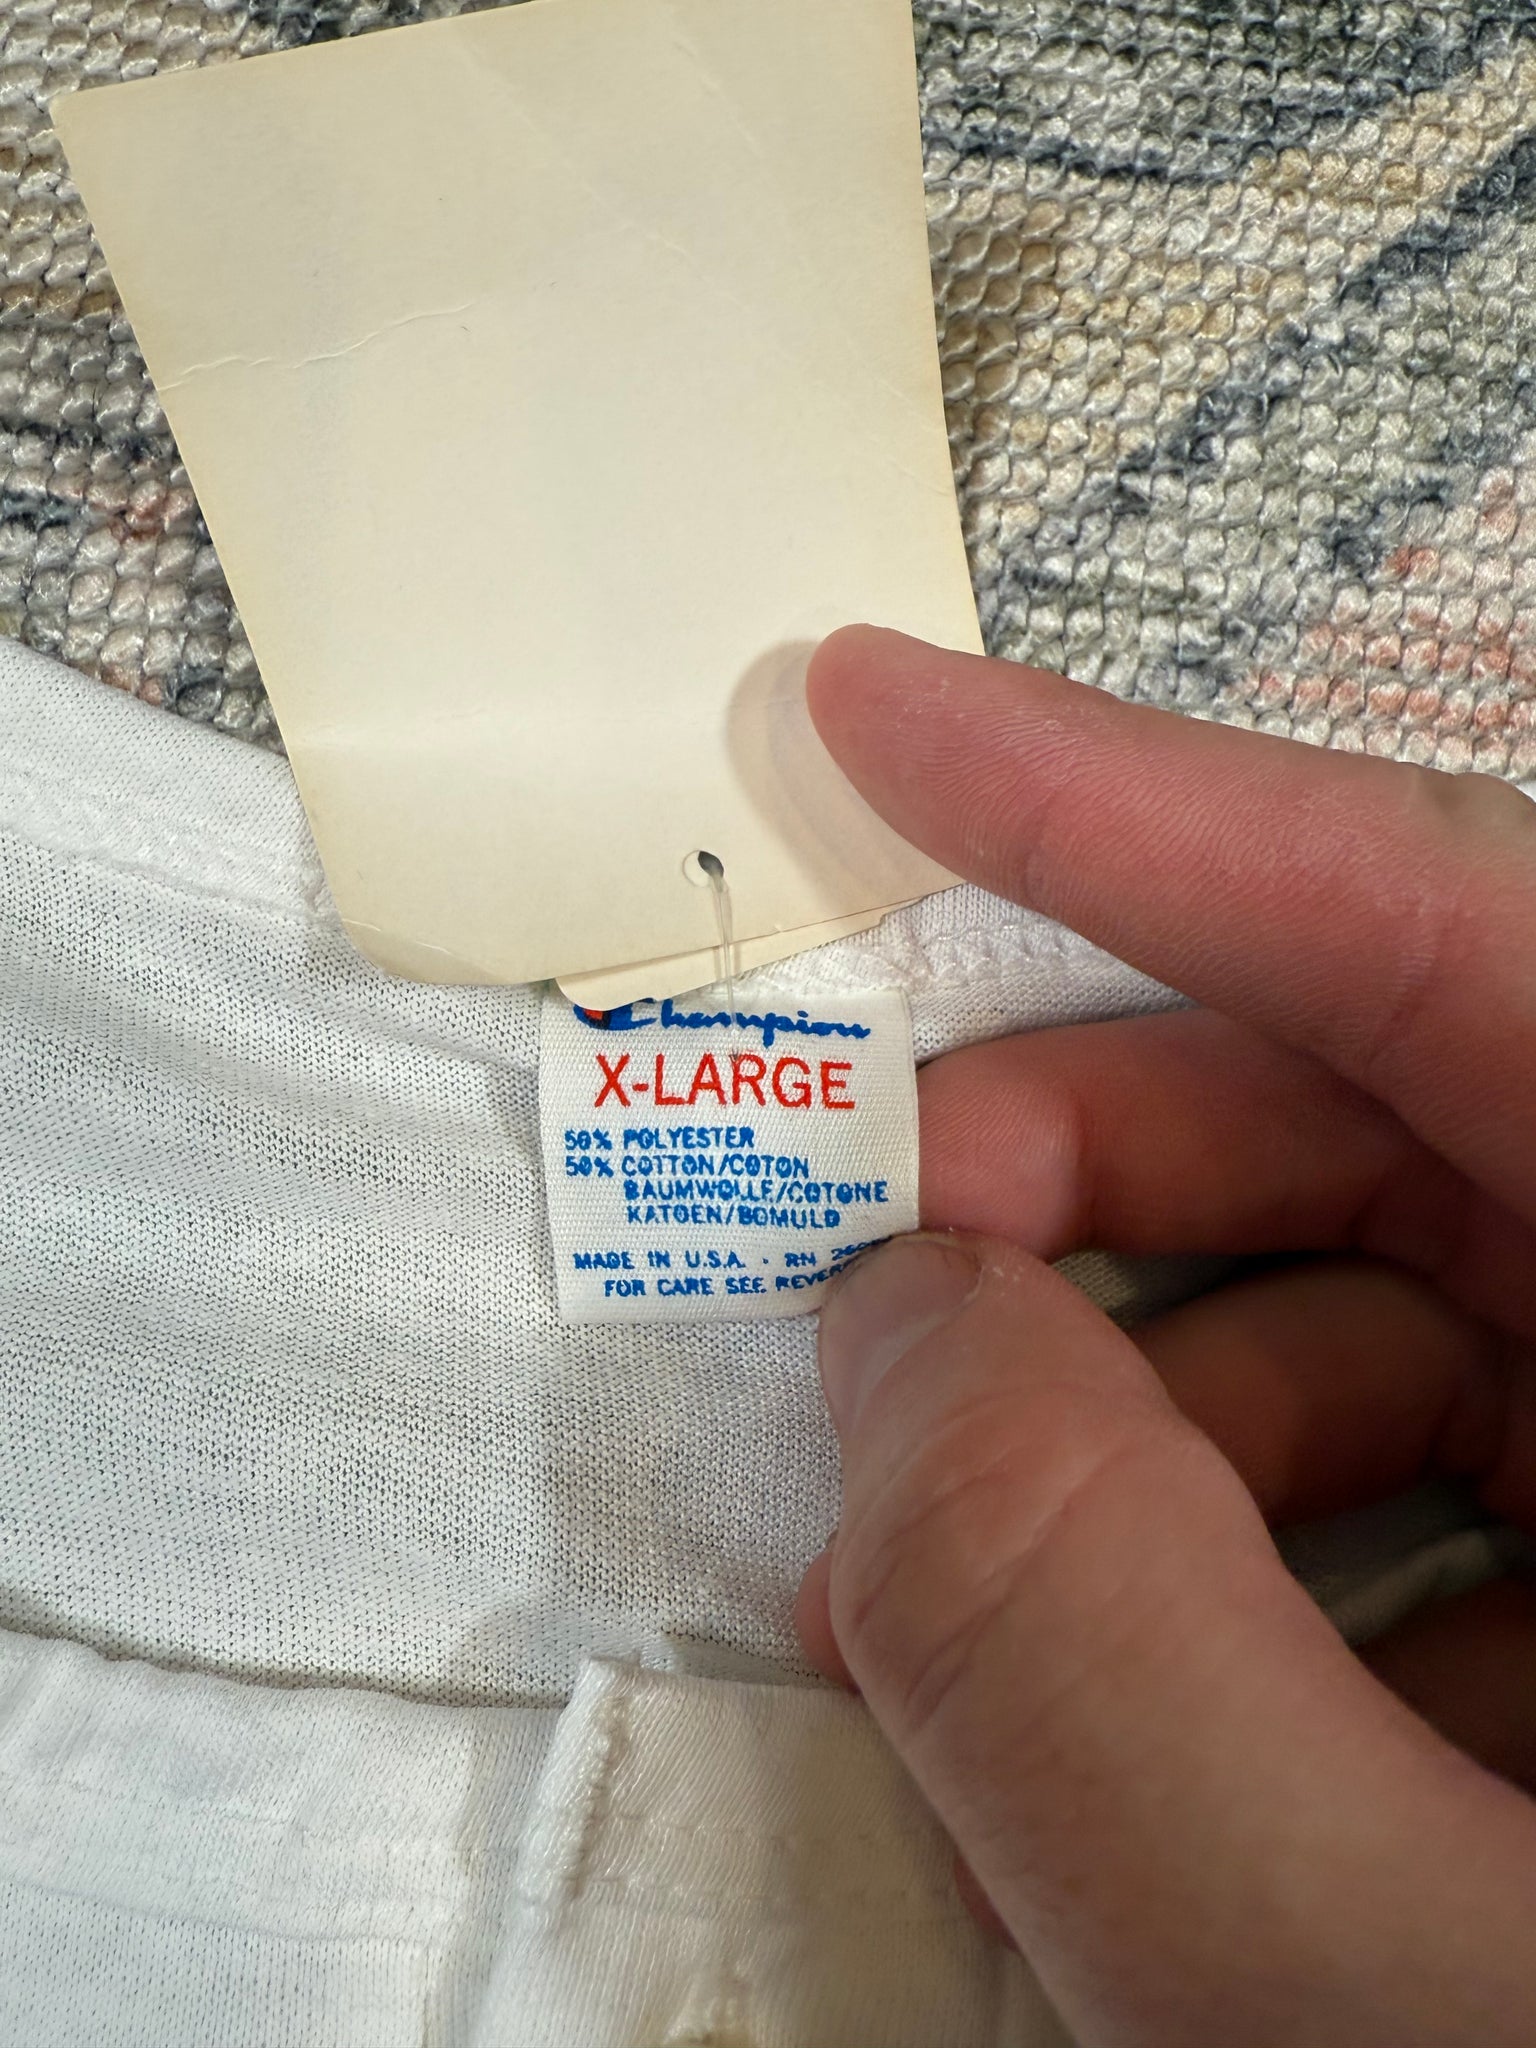 Champion
X-LARGE
50% POLYESTER
50% COTTON/COTON
BAUMWOLLE/COTONE
KATOEN/BOMULD
MADE IN U.S.A. · RN
FOR CARE SEE